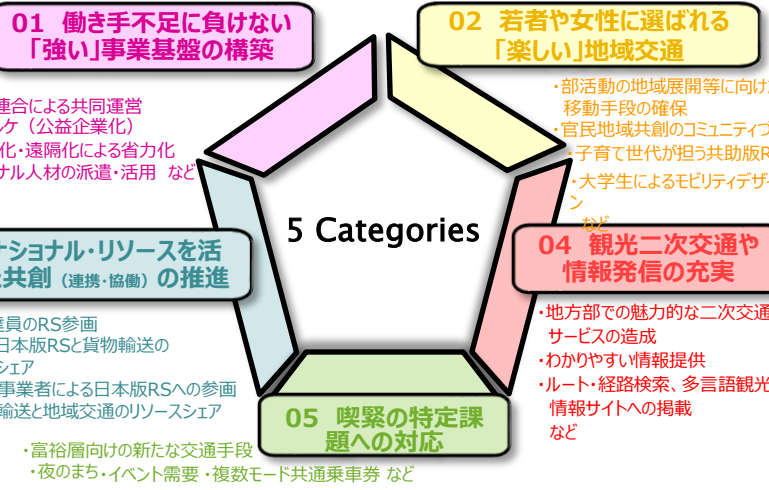 01 働き手不足に負けない
「強い」事業基盤の構築
連合による共同運営
ルケ（公益企業化）
化・遠隔化による省力化
ナル人材の派遣・活用 など
02 若者や女性に選ばれる
「楽しい」地域交通
・部活動の地域展開等に向け
移動手段の確保
・官民地域共創のコミュニティ
・子育て世代が担う共助版R
・大学生によるモビリティデザイ
ン
など
5 Categories
ナショナル・リソースを活
共創（連携・協働）の推進
員のRS参画
日本版RSと貨物輸送の
シェア
事業者による日本版RSへの参画
輸送と地域交通のリソースシェア
04 観光二次交通や
情報発信の充実
・地方部での魅力的な二次交通
サービスの造成
・わかりやすい情報提供
・ルート・経路検索、多言語観光
情報サイトへの掲載
など
05 喫緊の特定課
題への対応
・富裕層向けの新たな交通手段
・夜のまち・イベント需要 ・複数モード共通乗車券 など